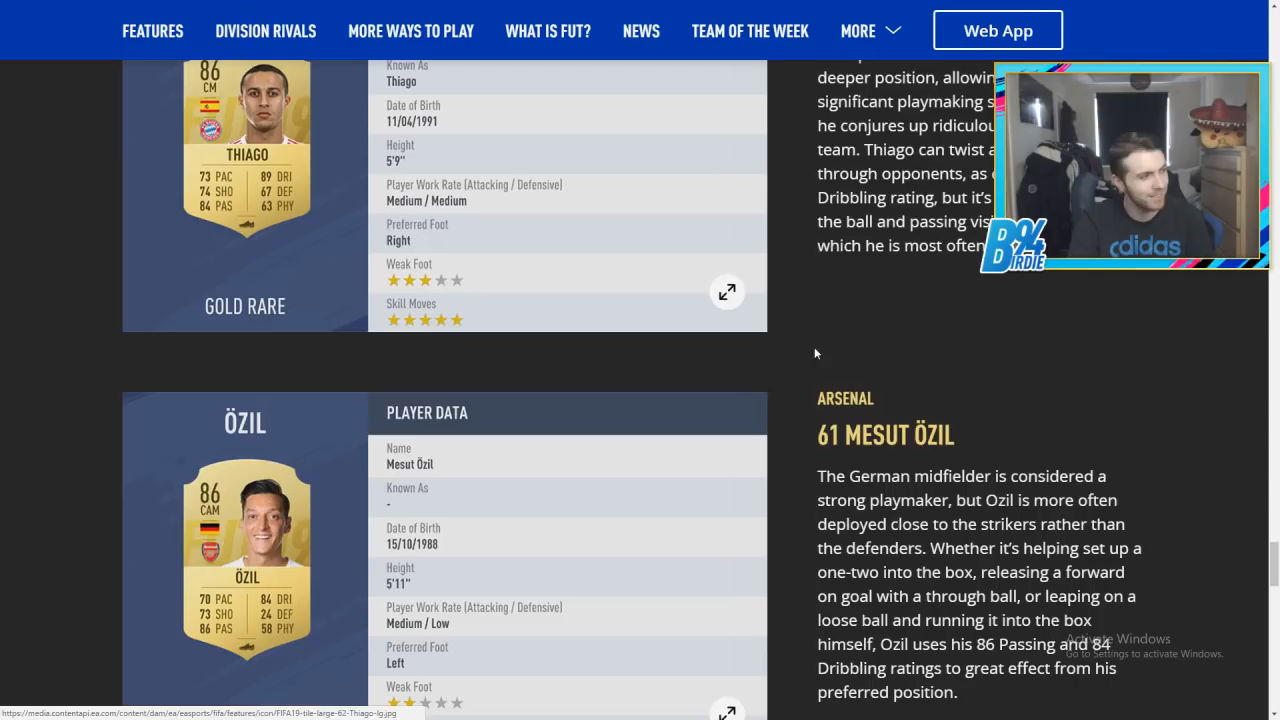 FEATURES
DIVISION RIVALS
MORE WAYS TO PLAY
WHAT IS FUT?
NEWS
TEAM OF THE WEEK
MORE
Web App
86
CM
THIAGO
73 PAC 89 DRI
74 SHO 67 DEF
84 PAS 63 PHY
GOLD RARE
Known As
Thiago
Date of Birth
11/04/1991
Height
5'9"
Player Work Rate (Attacking / Defensive)
Medium / Medium
Preferred Foot
Right
Weak Foot
Skill Moves
deeper position, allowing
significant playmaking
he conjures up
team. Thiago can twist
through opponents, as
Dribbling rating, but it's
the ball and passing
which he is most often
adidas
B94
BIRDIE
ÖZIL
86
CAM
ÖZIL
70 PAC 84 DRI
73 SHO 24 DEF
86 PAS 58 PHY
PLAYER DATA
Name
Mesut Özil
Known As
-
Date of Birth
15/10/1988
Height
5'11"
Player Work Rate (Attacking / Defensive)
Medium / Low
Preferred Foot
Left
Weak Foot
ARSENAL
61 MESUT ÖZIL
The German midfielder is considered a
strong playmaker, but Ozil is more often
deployed close to the strikers rather than
the defenders. Whether it's helping set up a
one-two into the box, releasing a forward
on goal with a through ball, or leaping on a
loose ball and running it into the box
himself, Ozil uses his 86 Passing and 84
Dribbling ratings to great effect from his
preferred position.
Activate Windows
Go to Settings to activate Windows.
https://media.contentapi.ea.com/content/dam/ea/easports/fifa/features/icon/FIFA19-tile-large-62-Thiago-lg.jpg